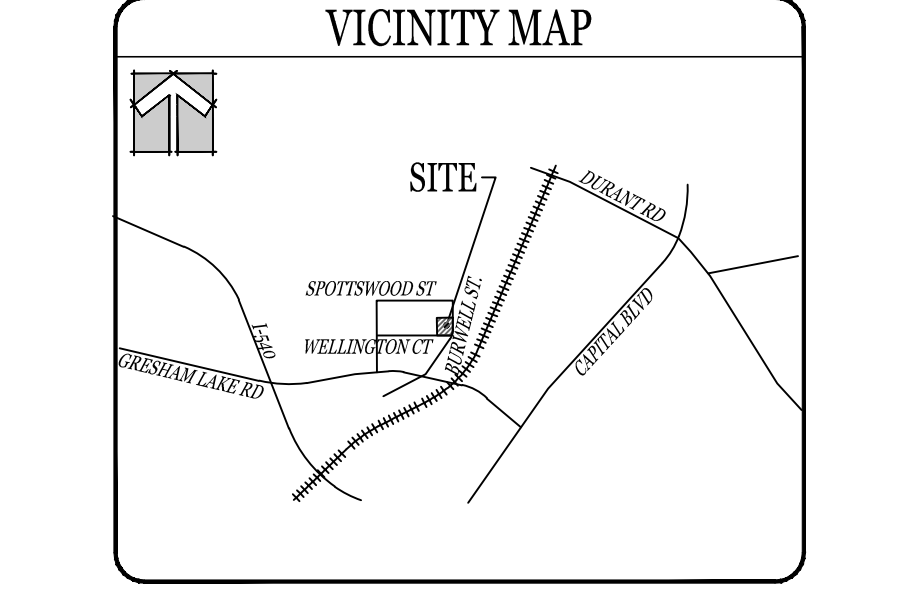 VICINITY MAP
SITE
DURANT RD
SPOTTSWOOD ST
BURWELL ST.
CAPITAL BLVD
I-540
WELLINGTON CT
GRESHAM LAKE RD